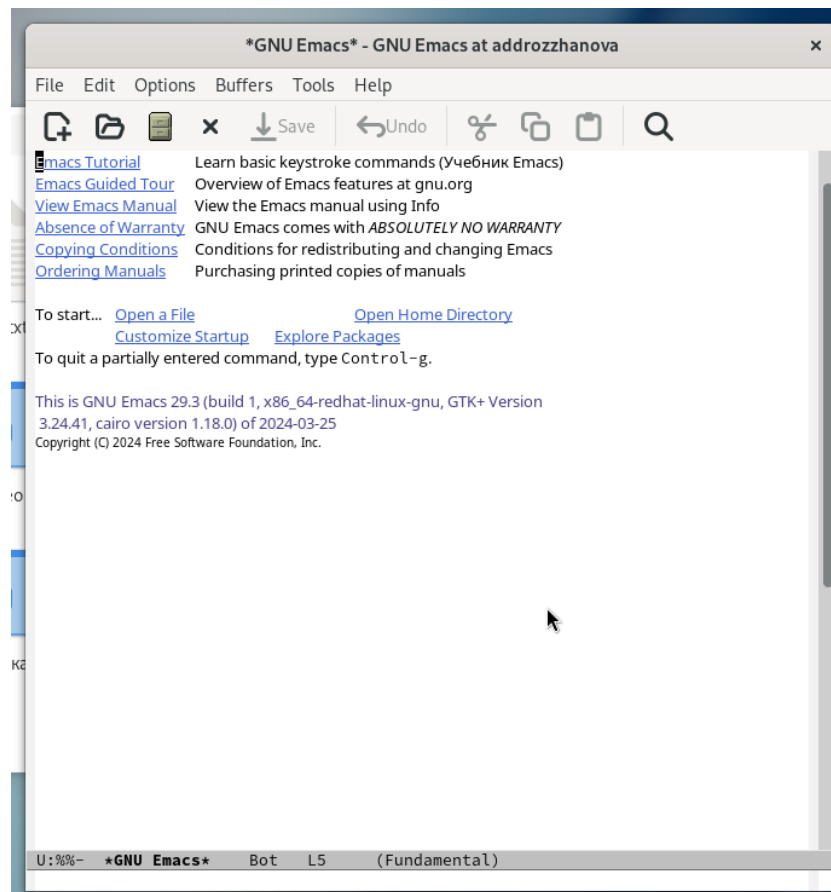 *GNU Emacs* - GNU Emacs at addrozzhanova
File Edit Options Buffers Tools Help
Save Undo
Emacs Tutorial Learn basic keystroke commands (Учебник Emacs)
Emacs Guided Tour Overview of Emacs features at gnu.org
View Emacs Manual View the Emacs manual using Info
Absence of Warranty GNU Emacs comes with ABSOLUTELY NO WARRANTY
Copying Conditions Conditions for redistributing and changing Emacs
Ordering Manuals Purchasing printed copies of manuals
To start... Open a File Open Home Directory
Customize Startup Explore Packages
To quit a partially entered command, type Control-g.
This is GNU Emacs 29.3 (build 1, x86_64-redhat-linux-gnu, GTK+ Version
3.24.41, cairo version 1.18.0) of 2024-03-25
Copyright (C) 2024 Free Software Foundation, Inc.
U:%%- *GNU Emacs* Bot L5 (Fundamental)